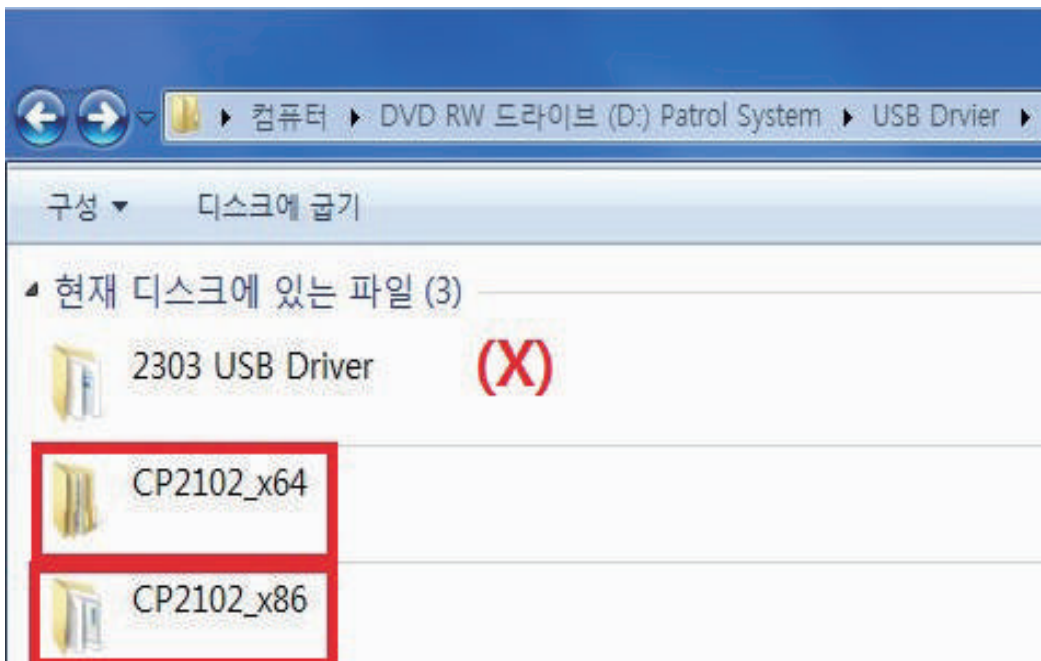 컴퓨터 ▸ DVD RW 드라이브 (D:) Patrol System ▸ USB Drvier ▸
구성 ▾ 디스크에 굽기
현재 디스크에 있는 파일 (3)
2303 USB Driver (X)
CP2102_x64
CP2102_x86